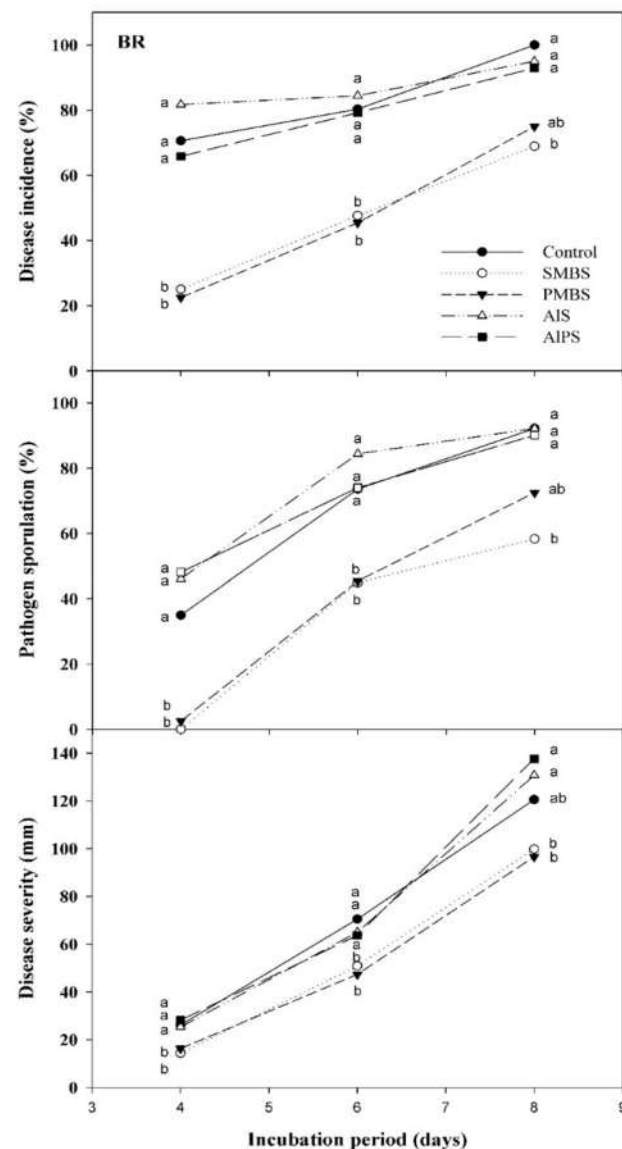 BR
Disease incidence (%)
100
80
60
40
20
0
a
a
a
b
b
a
a
a
b
b
a
a
a
ab
b
Control
SMBS
PMBS
AlS
AlPS
Pathogen sporulation (%)
100
80
60
40
20
0
a
a
a
b
b
a
a
a
b
b
a
a
a
ab
b
Disease severity (mm)
140
120
100
80
60
40
20
0
a
a
a
b
b
a
a
a
b
b
a
a
ab
b
b
3 4 5 6 7 8 9
Incubation period (days)